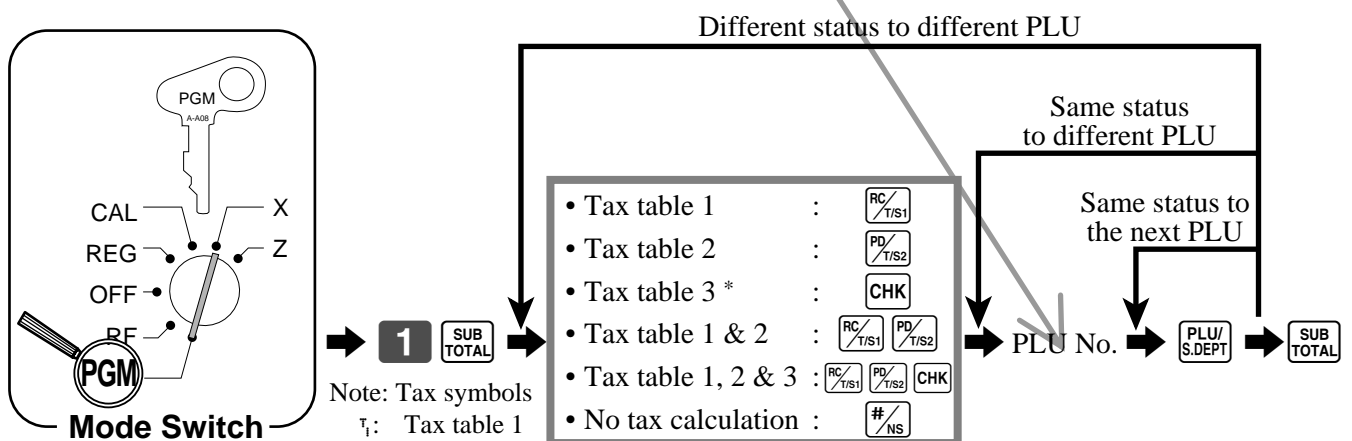 Different status to different PLU
Same status
to different PLU
Same status to
the next PLU
PGM
A-A08
CAL
X
REG
Z
OFF
RF
PGM
Mode Switch
1 SUB TOTAL
Note: Tax symbols
T1: Tax table 1
• Tax table 1 : RC/T/S1
• Tax table 2 : PD/T/S2
• Tax table 3 * : CHK
• Tax table 1 & 2 : RC/T/S1 PD/T/S2
• Tax table 1, 2 & 3 : RC/T/S1 PD/T/S2 CHK
• No tax calculation : #/NS
PLU No. PLU/S.DEPT SUB TOTAL